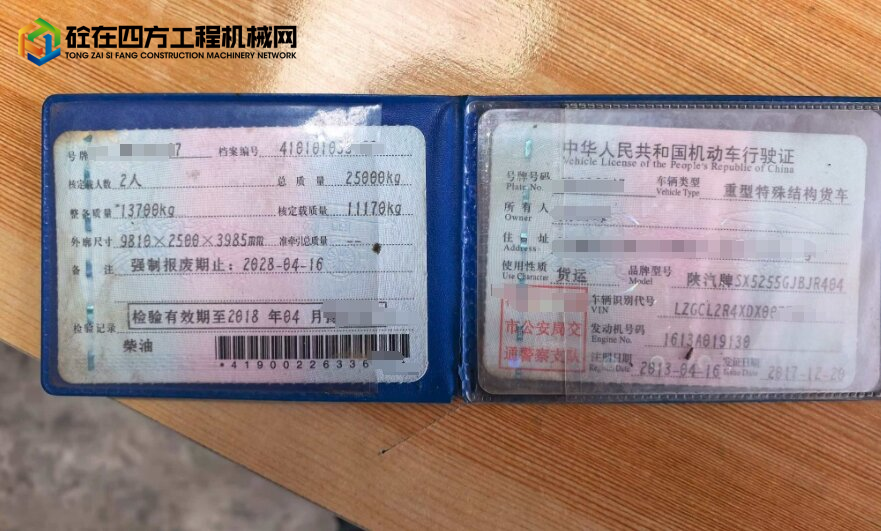 砼在四方工程机械网
TONG ZAI SI FANG CONSTRUCTION MACHINERY NETWORK
号牌 7 档案编号 410101033
核定载人数 2人 总质量 25000kg
整备质量 13700kg 核定载质量 11170kg
外廓尺寸 9810×2500×3985mm 准牵引总质量 --
备注 强制报废期止:2028-04-16
检验记录 检验有效期至2018年04月
柴油
*41900226336
中华人民共和国机动车行驶证
Vehicle License of the People's Republic of China
号牌号码 Plate No. 车辆类型 Vehicle Type 重型特殊结构货车
所有人 Owner
住址 Address
使用性质 Use Character 货运 品牌型号 Model 陕汽牌SX5255GJBJR404
车辆识别代号 VIN LZGCL2R4XDX00
市公安局交
通警察支队
发动机号码 Engine No. 1613A019130
注册日期 Register Date 2013-04-16 发证日期 Issue Date 2017-12-20